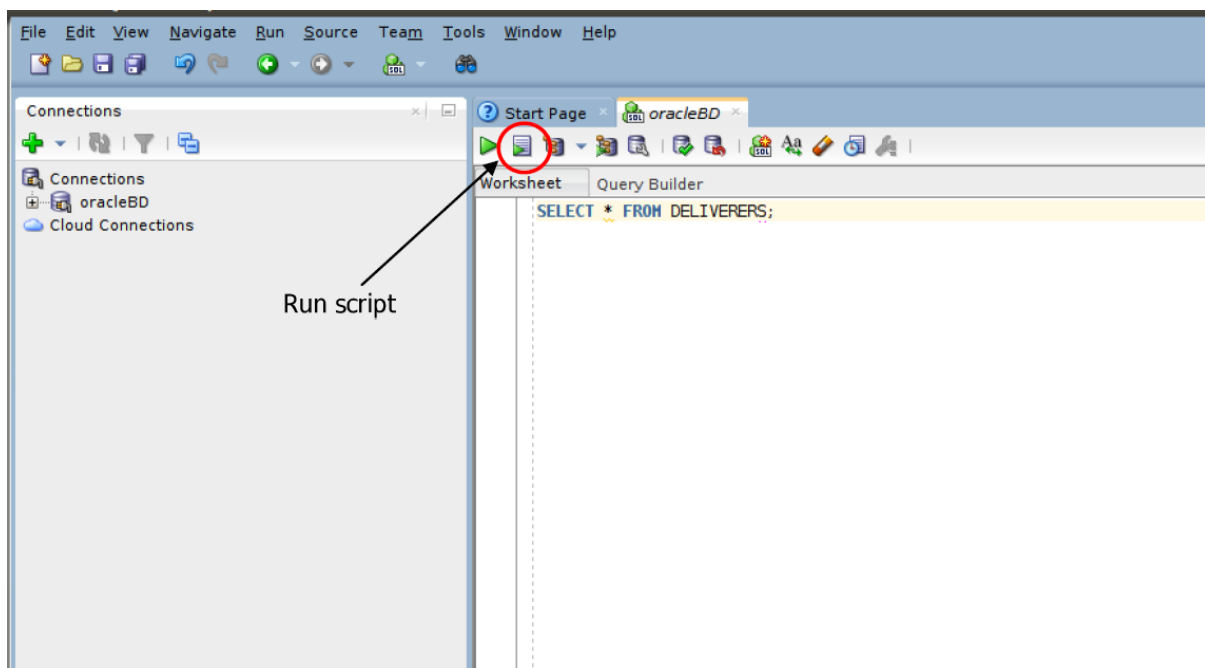 File Edit View Navigate Run Source Team Tools Window Help
Connections
Start Page oracleBD
Connections
oracleBD
Cloud Connections
Worksheet Query Builder
SELECT * FROM DELIVERERS;
Run script